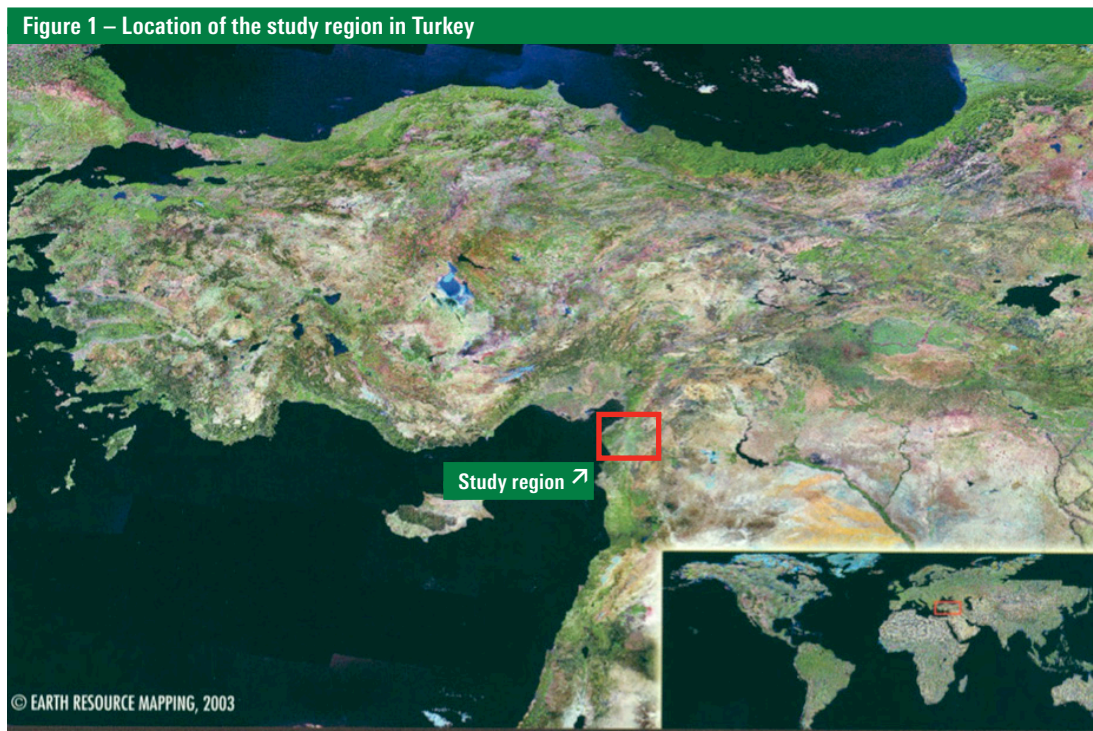 Figure 1 – Location of the study region in Turkey
Study region ↗
© EARTH RESOURCE MAPPING, 2003